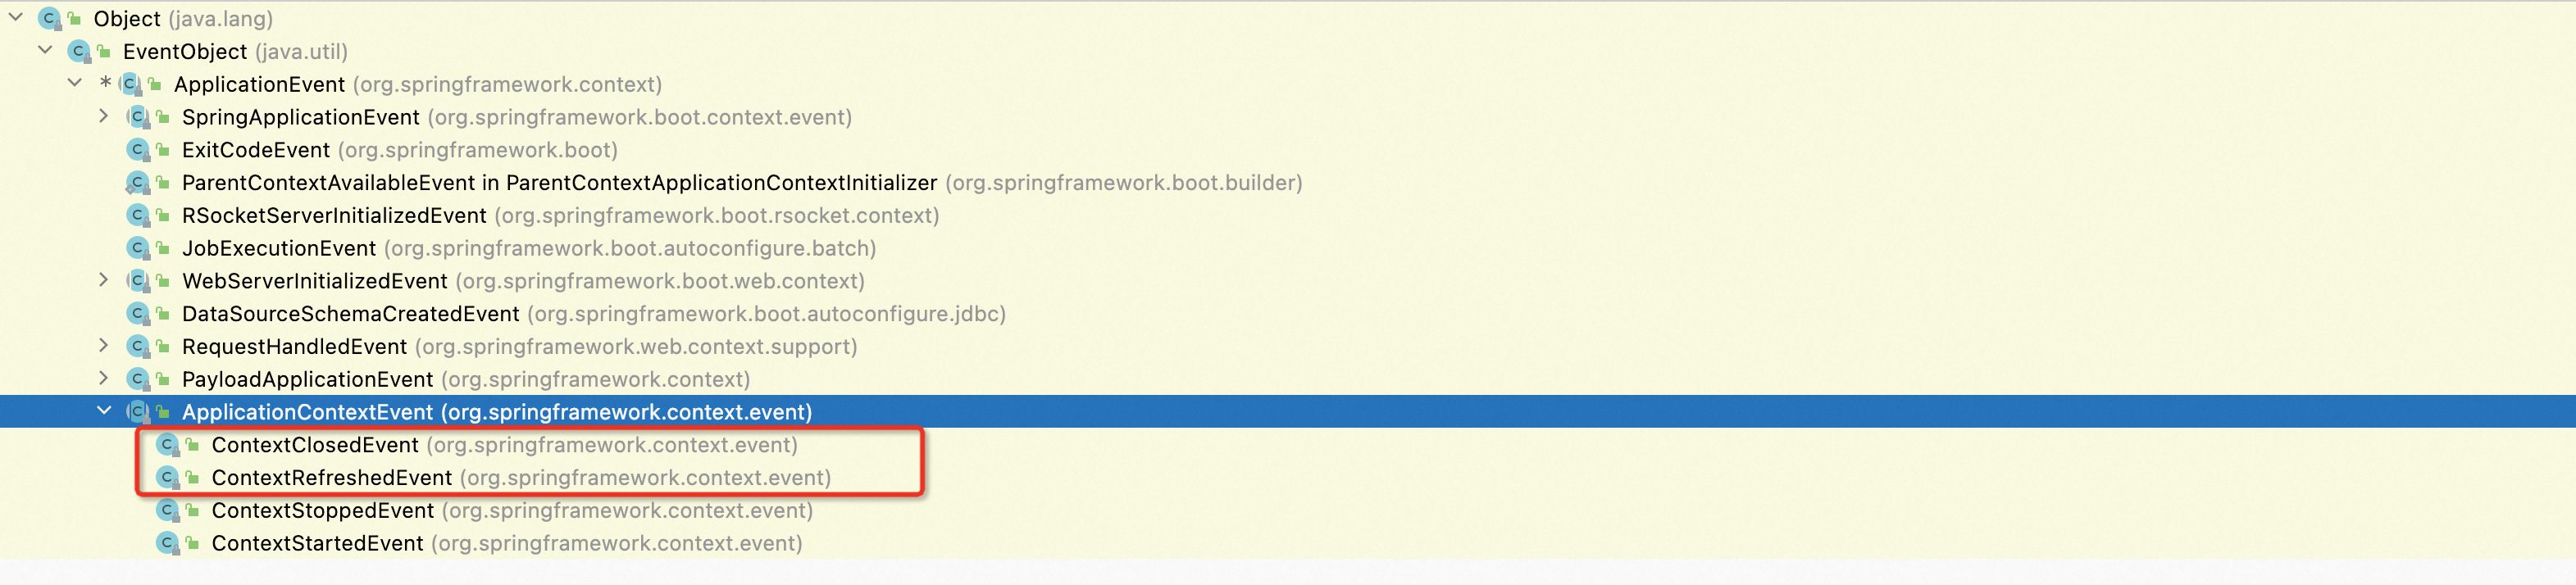 Object (java.lang)
EventObject (java.util)
* ApplicationEvent (org.springframework.context)
SpringApplicationEvent (org.springframework.boot.context.event)
ExitCodeEvent (org.springframework.boot)
ParentContextAvailableEvent in ParentContextApplicationContextInitializer (org.springframework.boot.builder)
RSocketServerInitializedEvent (org.springframework.boot.rsocket.context)
JobExecutionEvent (org.springframework.boot.autoconfigure.batch)
WebServerInitializedEvent (org.springframework.boot.web.context)
DataSourceSchemaCreatedEvent (org.springframework.boot.autoconfigure.jdbc)
RequestHandledEvent (org.springframework.web.context.support)
PayloadApplicationEvent (org.springframework.context)
ApplicationContextEvent (org.springframework.context.event)
ContextClosedEvent (org.springframework.context.event)
ContextRefreshedEvent (org.springframework.context.event)
ContextStoppedEvent (org.springframework.context.event)
ContextStartedEvent (org.springframework.context.event)